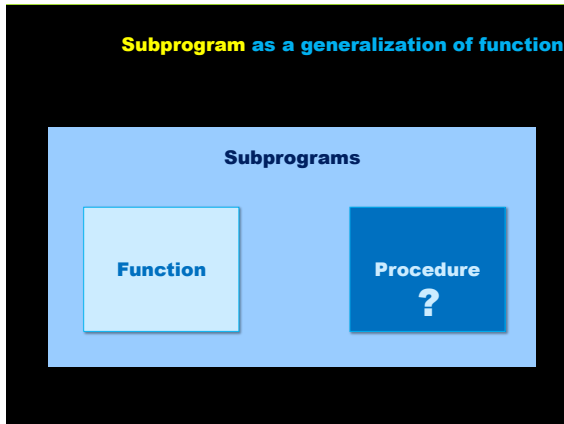 Subprogram as a generalization of function
Subprograms
Function
Procedure
?